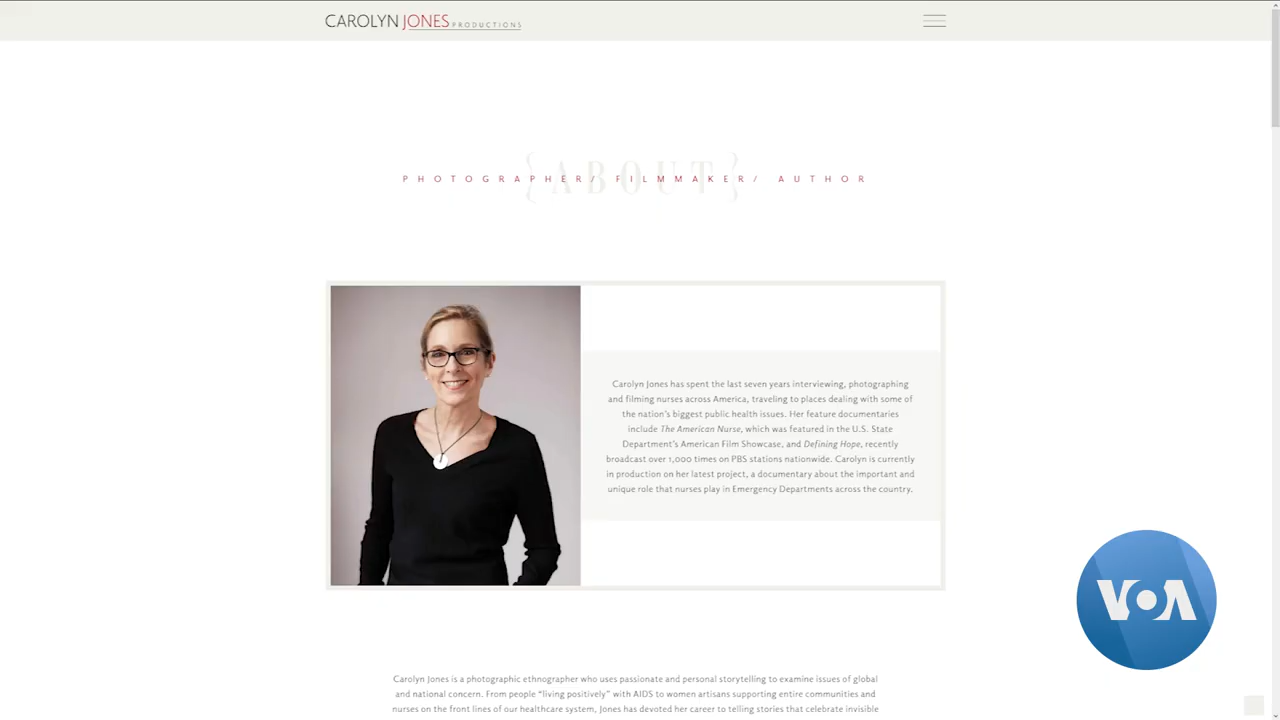 CAROLYN JONES PRODUCTIONS
{ABOUT}
PHOTOGRAPHER/ FILMMAKER/ AUTHOR
Carolyn Jones has spent the last seven years interviewing, photographing
and filming nurses across America, traveling to places dealing with some of
the nation's biggest public health issues. Her feature documentaries
include The American Nurse, which was featured in the U.S. State
Department's American Film Showcase, and Defining Hope, recently
broadcast over 1,000 times on PBS stations nationwide. Carolyn is currently
in production on her latest project, a documentary about the important and
unique role that nurses play in Emergency Departments across the country.
VOA
Carolyn Jones is a photographic ethnographer who uses passionate and personal storytelling to examine issues of global
and national concern. From people “living positively” with AIDS to women artisans supporting entire communities and
nurses on the front lines of our healthcare system, Jones has devoted her career to telling stories that celebrate invisible